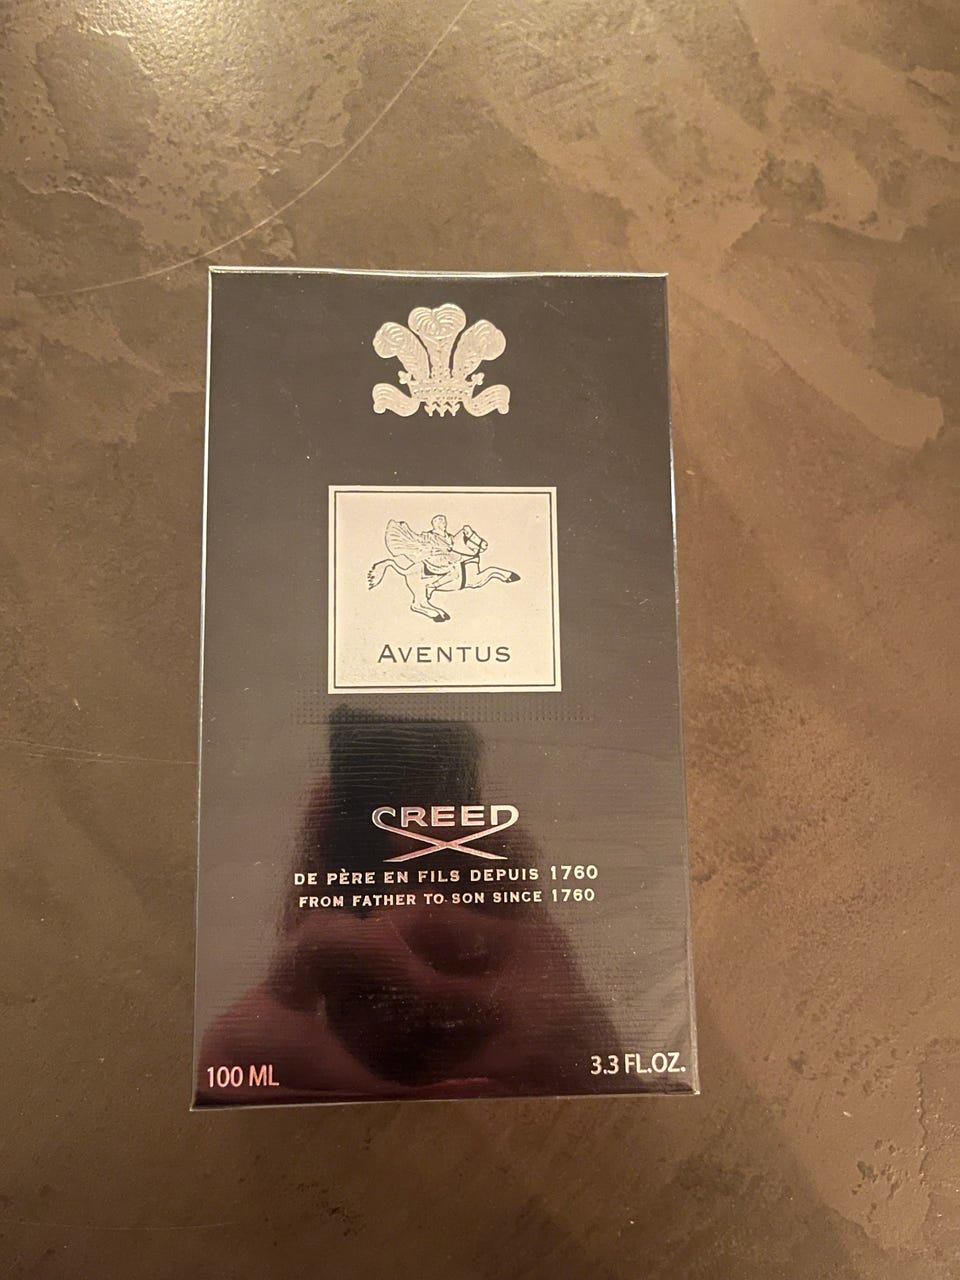 AVENTUS
CREED
DE PÈRE EN FILS DEPUIS 1760
FROM FATHER TO SON SINCE 1760
100 ML
3.3 FL.OZ.